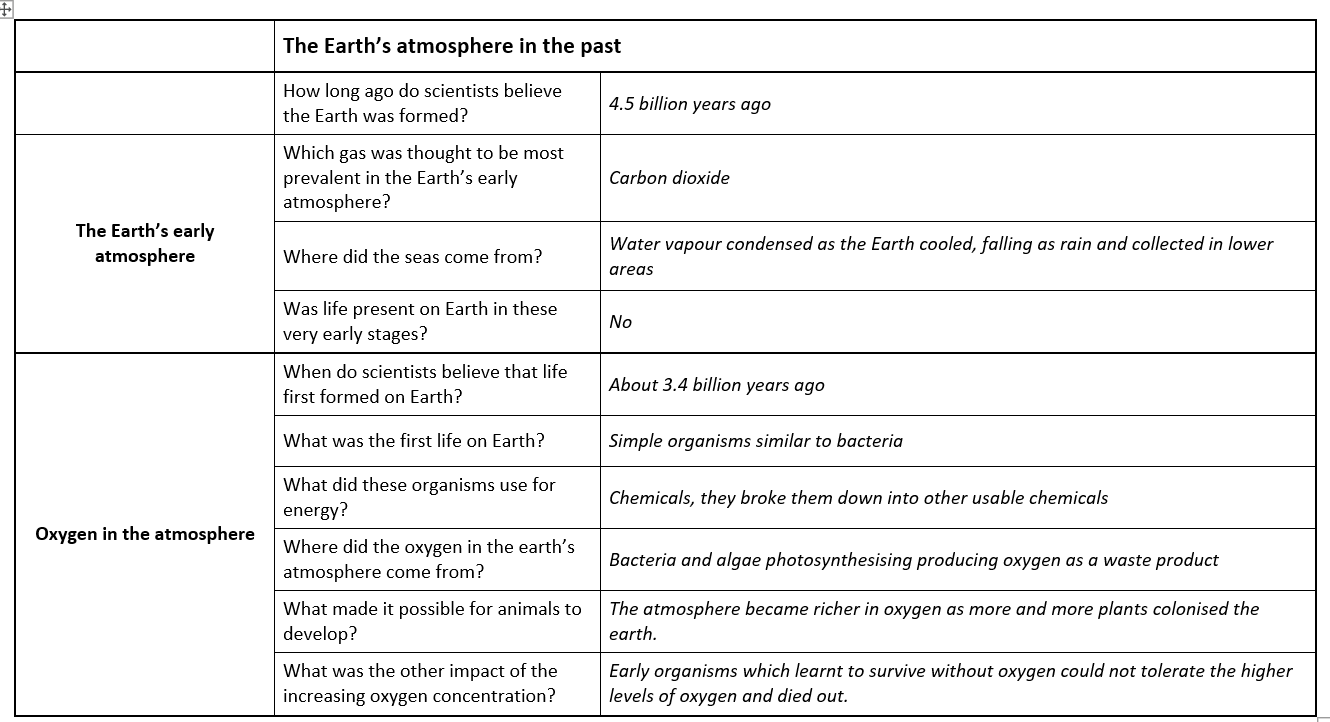 The Earth’s atmosphere in the past
How long ago do scientists believe
the Earth was formed?
4.5 billion years ago
The Earth’s early
atmosphere
Which gas was thought to be most
prevalent in the Earth’s early
atmosphere?
Carbon dioxide
Where did the seas come from?
Water vapour condensed as the Earth cooled, falling as rain and collected in lower
areas
Was life present on Earth in these
very early stages?
No
Oxygen in the atmosphere
When do scientists believe that life
first formed on Earth?
About 3.4 billion years ago
What was the first life on Earth?
Simple organisms similar to bacteria
What did these organisms use for
energy?
Chemicals, they broke them down into other usable chemicals
Where did the oxygen in the earth’s
atmosphere come from?
Bacteria and algae photosynthesising producing oxygen as a waste product
What made it possible for animals to
develop?
The atmosphere became richer in oxygen as more and more plants colonised the
earth.
What was the other impact of the
increasing oxygen concentration?
Early organisms which learnt to survive without oxygen could not tolerate the higher
levels of oxygen and died out.